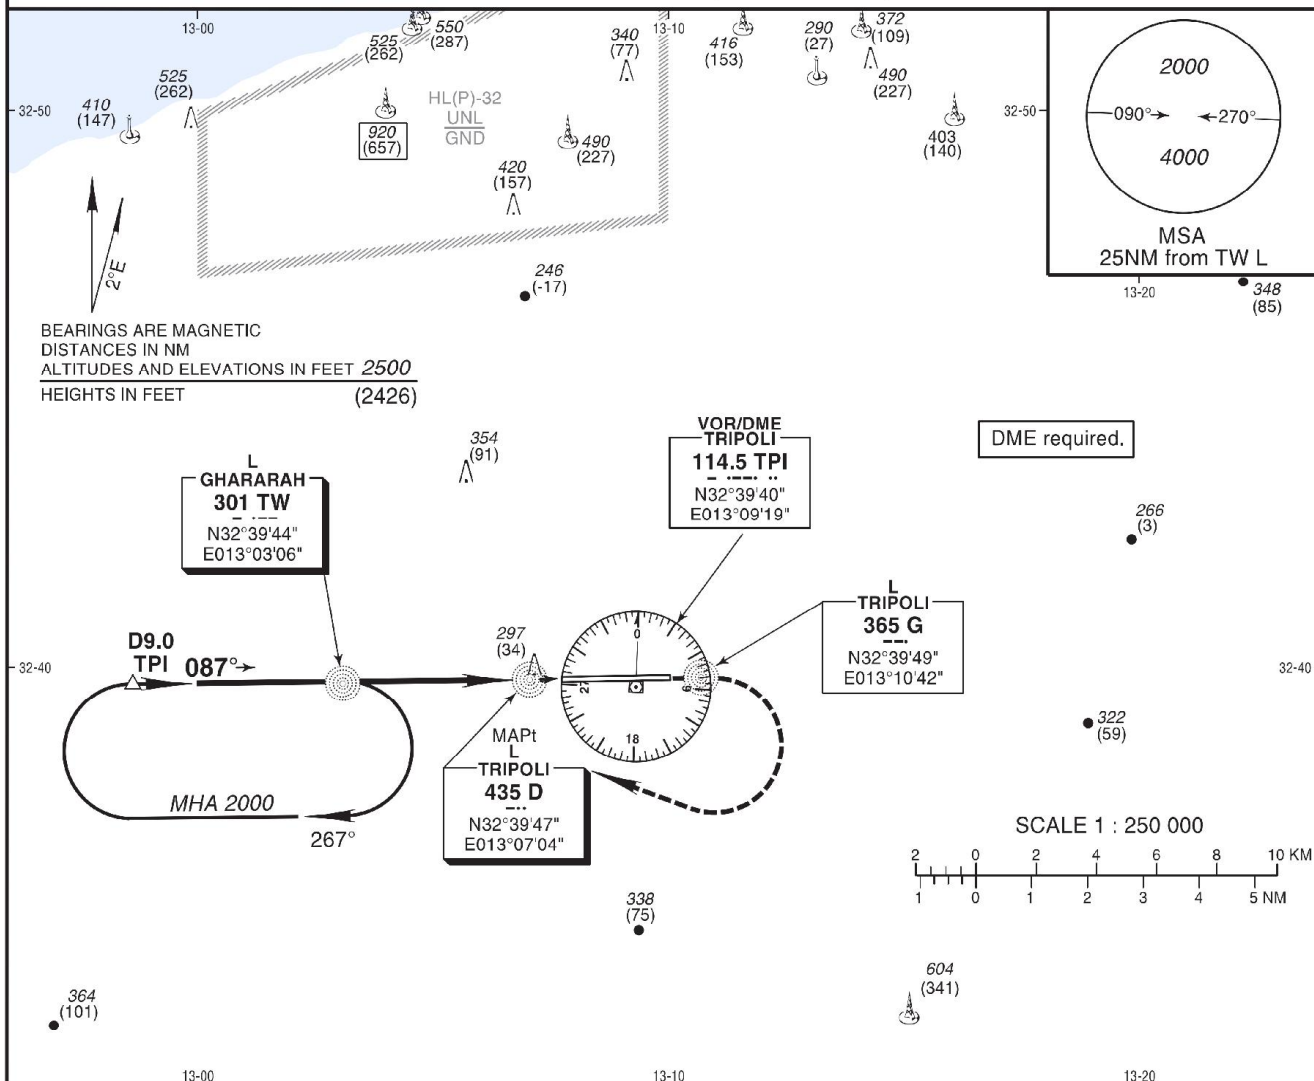 13-00
13-10
550
(287)
525
(262)
340
(77)
416
(153)
290
(27)
372
(109)
490
(227)
525
(262)
410
(147)
32-50
920
(657)
HL(P)-32
UNL
GND
490
(227)
420
(157)
32-50
403
(140)
2000
090°
270°
4000
MSA
25NM from TW L
13-20
348
(85)
2°E
246
(-17)
BEARINGS ARE MAGNETIC
DISTANCES IN NM
ALTITUDES AND ELEVATIONS IN FEET 2500
HEIGHTS IN FEET (2426)
354
(91)
VOR/DME
TRIPOLI
114.5 TPI
N32°39'40"
E013°09'19"
DME required.
L
GHARARAH
301 TW
N32°39'44"
E013°03'06"
266
(3)
L
TRIPOLI
365 G
N32°39'49"
E013°10'42"
D9.0
TPI
087°
297
(34)
0
27
9
18
32-40
32-40
322
(59)
MAPt
L
TRIPOLI
435 D
N32°39'47"
E013°07'04"
MHA 2000
267°
SCALE 1 : 250 000
2 0 2 4 6 8 10 KM
1 0 1 2 3 4 5 NM
338
(75)
604
(341)
364
(101)
13-00
13-10
13-20